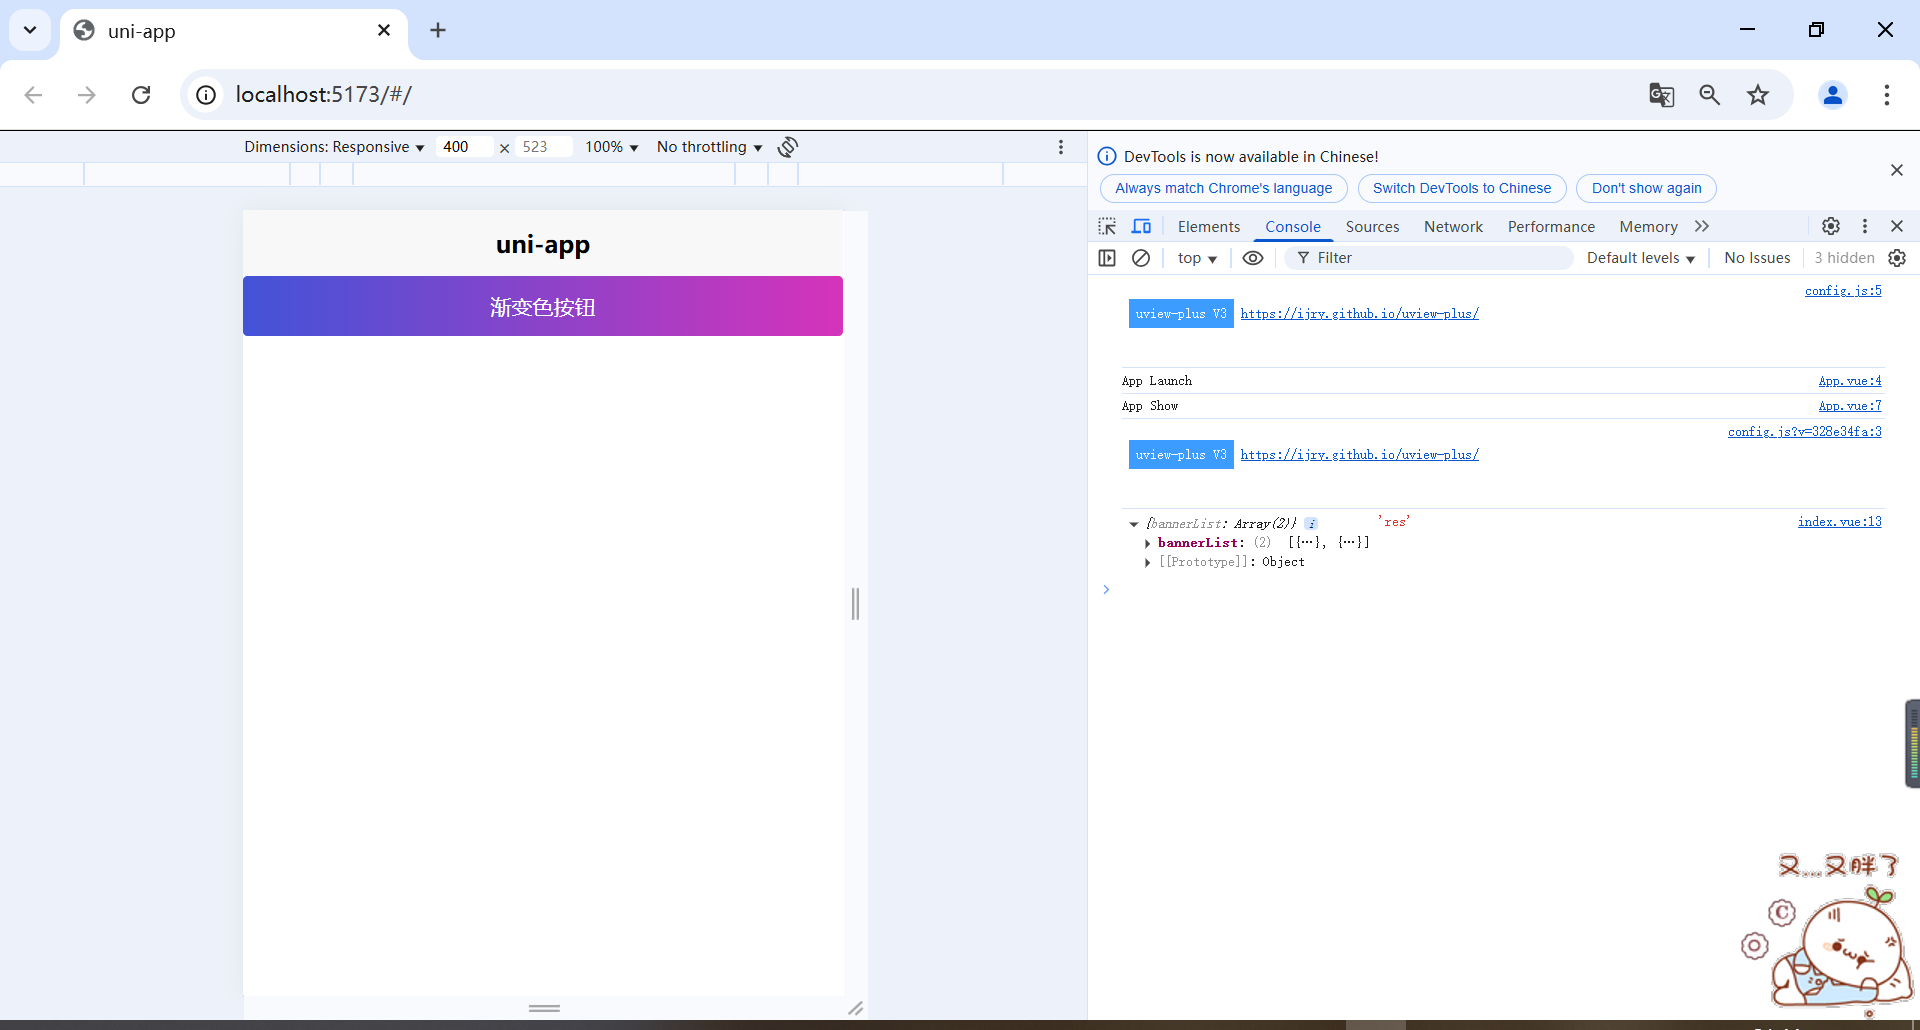 uni-app
localhost:5173/#/
Dimensions: Responsive 400 × 523 100% No throttling
uni-app
渐变色按钮
DevTools is now available in Chinese!
Always match Chrome's language Switch DevTools to Chinese Don't show again
Elements Console Sources Network Performance Memory
top Filter Default levels No Issues 3 hidden
config.js:5
uview-plus V3 https://ijry.github.io/uview-plus/
App Launch App.vue:4
App Show App.vue:7
config.js?v=328e34fa:3
uview-plus V3 https://ijry.github.io/uview-plus/
{bannerList: Array(2)} i 'res' index.vue:13
bannerList: (2) [{…}, {…}]
[[Prototype]]: Object
又...又胖了